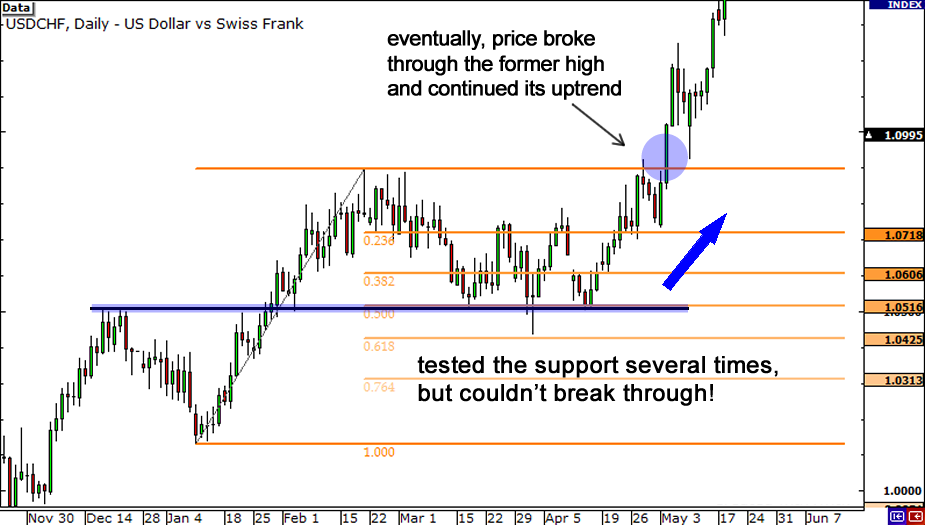 Data
INDEX
USDCHF, Daily - US Dollar vs Swiss Frank
eventually, price broke
through the former high
and continued its uptrend
1.0995
0.236
1.0718
0.382
1.0606
0.500
1.0516
0.618
1.0425
tested the support several times,
but couldn't break through!
0.764
1.0313
1.000
1.0000
Nov 30 Dec 14 28 Jan 4 18 25 Feb 1 15 22 Mar 1 15 22 29 Apr 5 19 26 May 3 17 24 31 Jun 7